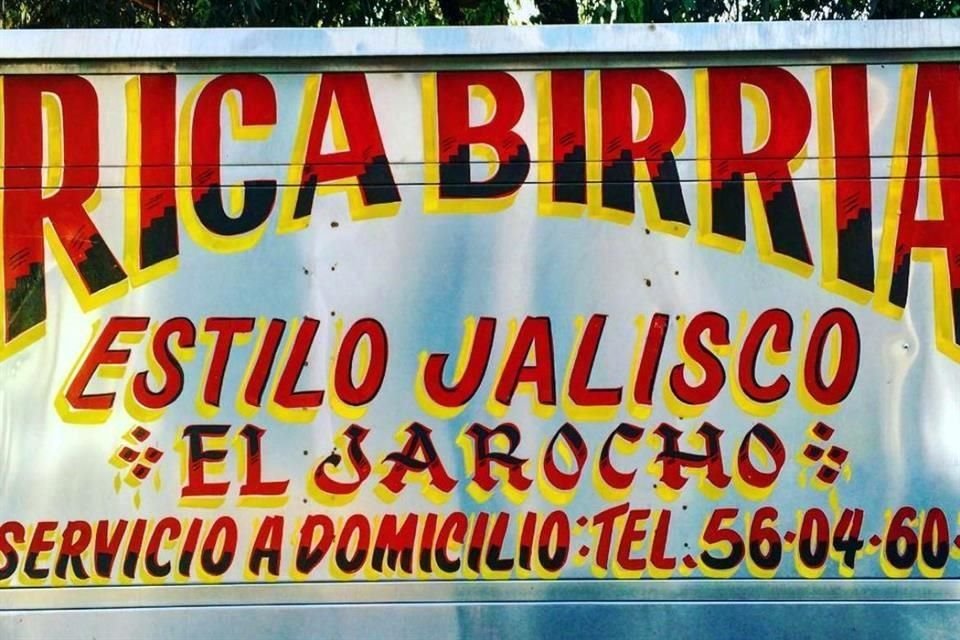 RICA BIRRIA
ESTILO JALISCO
EL JAROCHO
SERVICIO A DOMICILIO: TEL. 56·04·60·